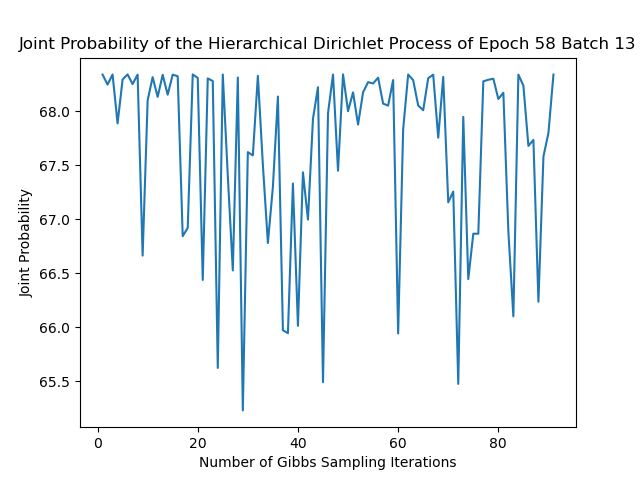 Joint Probability of the Hierarchical Dirichlet Process of Epoch 58 Batch 13
Joint Probability
68.0
67.5
67.0
66.5
66.0
65.5
0 20 40 60 80
Number of Gibbs Sampling Iterations